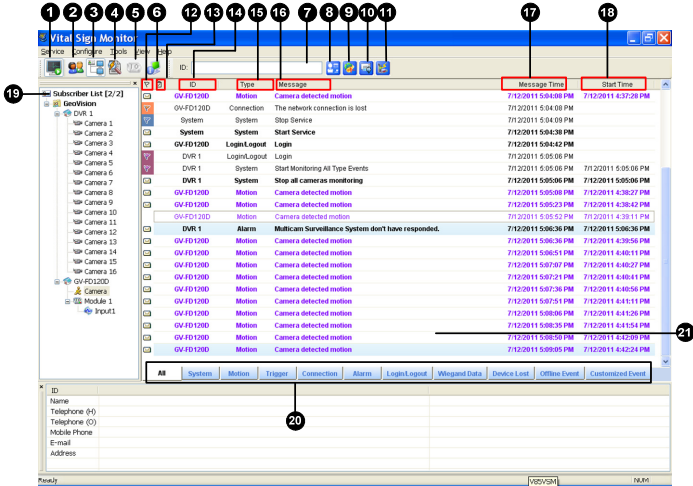 1 2 3 4 5 6 12 13 14 15 16 7 8 9 10 11 17 18
Vital Sign Monitor
Service Configure Tools View Help
ID:
19
Subscriber List [2/2]
GeoVision
DVR 1
Camera 1
Camera 2
Camera 3
Camera 4
Camera 5
Camera 6
Camera 7
Camera 8
Camera 9
Camera 10
Camera 11
Camera 12
Camera 13
Camera 14
Camera 15
Camera 16
GV-FD120D
Camera
Module 1
Input1
ID Type Message Message Time Start Time
GV-FD120D Motion Camera detected motion 7/12/2011 5:04:08 PM 7/12/2011 4:37:28 PM
GV-FD120D Connection The network connection is lost 7/12/2011 5:04:08 PM
System System Stop Service 7/12/2011 5:04:09 PM
System System Start Service 7/12/2011 5:04:38 PM
GV-FD120D Login/Logout Login 7/12/2011 5:04:42 PM
DVR 1 Login/Logout Login 7/12/2011 5:05:06 PM
DVR 1 System Start Monitoring All Type Events 7/12/2011 5:05:06 PM 7/12/2011 5:05:06 PM
DVR 1 System Stop all cameras monitoring 7/12/2011 5:05:06 PM 7/12/2011 5:05:06 PM
GV-FD120D Motion Camera detected motion 7/12/2011 5:05:08 PM 7/12/2011 4:38:27 PM
GV-FD120D Motion Camera detected motion 7/12/2011 5:05:23 PM 7/12/2011 4:38:42 PM
GV-FD120D Motion Camera detected motion 7/12/2011 5:05:52 PM 7/12/2011 4:39:11 PM
DVR 1 Alarm Multicam Surveillance System don't have responded. 7/12/2011 5:06:36 PM 7/12/2011 5:06:36 PM
GV-FD120D Motion Camera detected motion 7/12/2011 5:06:36 PM 7/12/2011 4:39:56 PM
GV-FD120D Motion Camera detected motion 7/12/2011 5:06:51 PM 7/12/2011 4:40:11 PM
GV-FD120D Motion Camera detected motion 7/12/2011 5:07:07 PM 7/12/2011 4:40:27 PM
GV-FD120D Motion Camera detected motion 7/12/2011 5:07:21 PM 7/12/2011 4:40:41 PM
GV-FD120D Motion Camera detected motion 7/12/2011 5:07:36 PM 7/12/2011 4:40:56 PM
GV-FD120D Motion Camera detected motion 7/12/2011 5:07:51 PM 7/12/2011 4:41:11 PM
GV-FD120D Motion Camera detected motion 7/12/2011 5:08:06 PM 7/12/2011 4:41:26 PM
GV-FD120D Motion Camera detected motion 7/12/2011 5:08:35 PM 7/12/2011 4:41:54 PM
GV-FD120D Motion Camera detected motion 7/12/2011 5:08:50 PM 7/12/2011 4:42:09 PM
GV-FD120D Motion Camera detected motion 7/12/2011 5:09:05 PM 7/12/2011 4:42:24 PM
21
All System Motion Trigger Connection Alarm Login/Logout Wiegand Data Device Lost Offline Event Customized Event
20
ID
Name
Telephone (H)
Telephone (O)
Mobile Phone
E-mail
Address
Ready V85VSM NUM